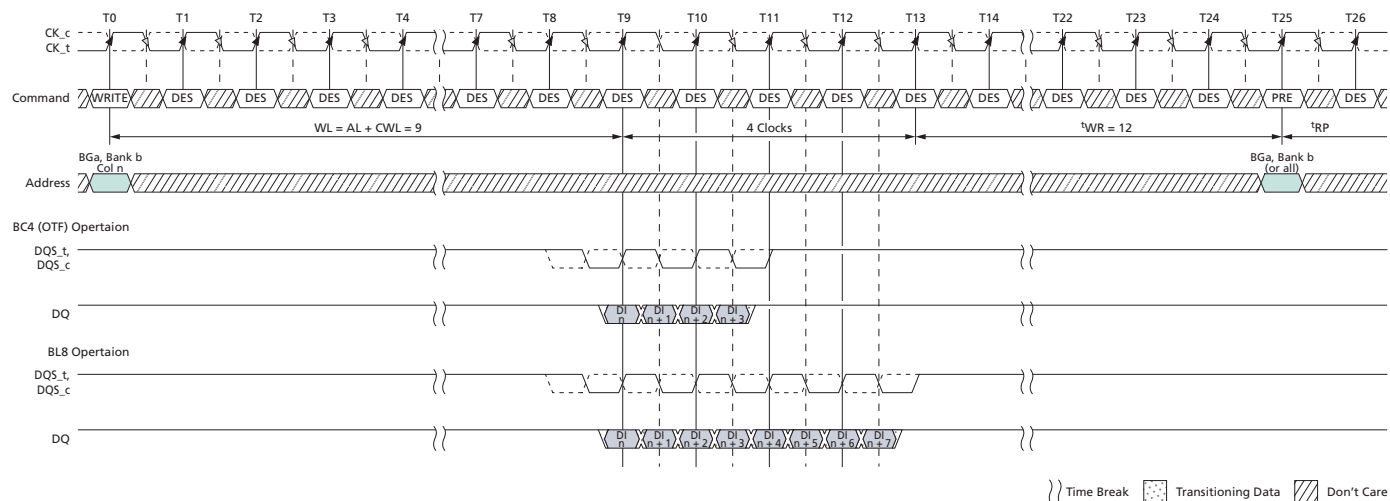 T0 T1 T2 T3 T4 T7 T8 T9 T10 T11 T12 T13 T14 T22 T23 T24 T25 T26
CK_c
CK_t
Command WRITE DES DES DES DES DES DES DES DES DES DES DES DES DES DES DES PRE DES
WL = AL + CWL = 9 4 Clocks tWR = 12 tRP
BGa, Bank b
Col n
BGa, Bank b
(or all)
Address
BC4 (OTF) Opertaion
DQS_t,
DQS_c
DQ DI n DI n + 1 DI n + 2 DI n + 3
BL8 Opertaion
DQS_t,
DQS_c
DQ DI n DI n + 1 DI n + 2 DI n + 3 DI n + 4 DI n + 5 DI n + 6 DI n + 7
Time Break Transitioning Data Don't Care